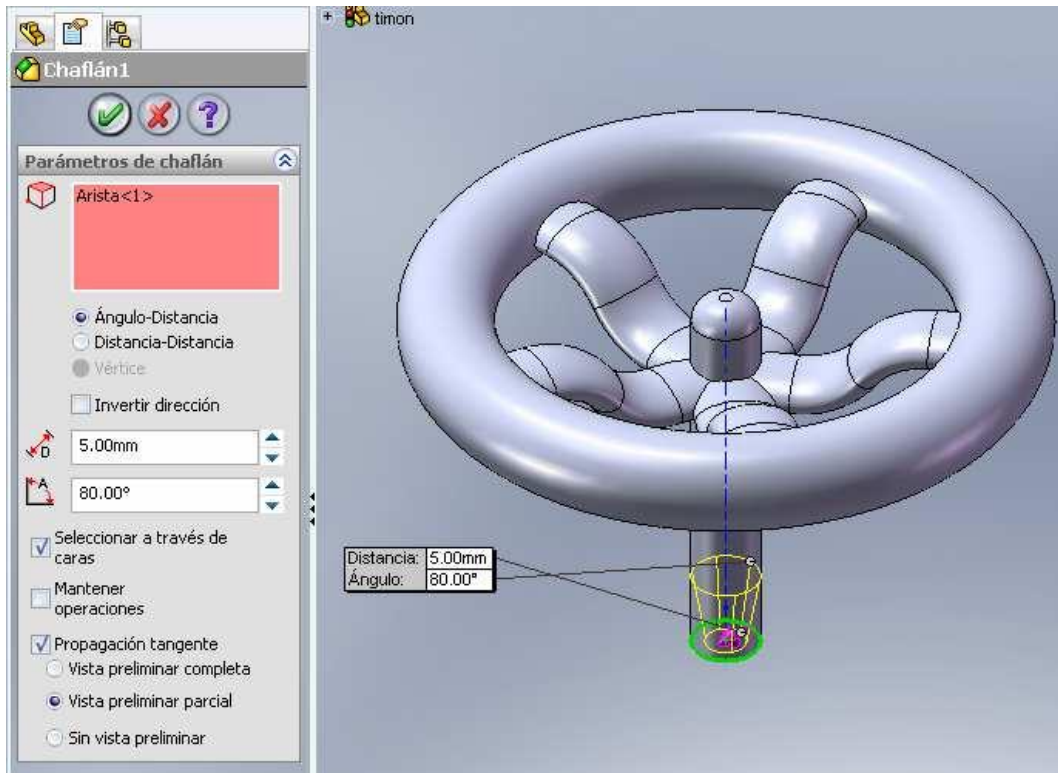 timon
Chaflán1
Parámetros de chaflán
Arista<1>
Ángulo-Distancia
Distancia-Distancia
Vértice
Invertir dirección
D
5.00mm
A
80.00°
Seleccionar a través de
caras
Mantener
operaciones
Propagación tangente
Vista preliminar completa
Vista preliminar parcial
Sin vista preliminar
Distancia: 5.00mm
Ángulo: 80.00°